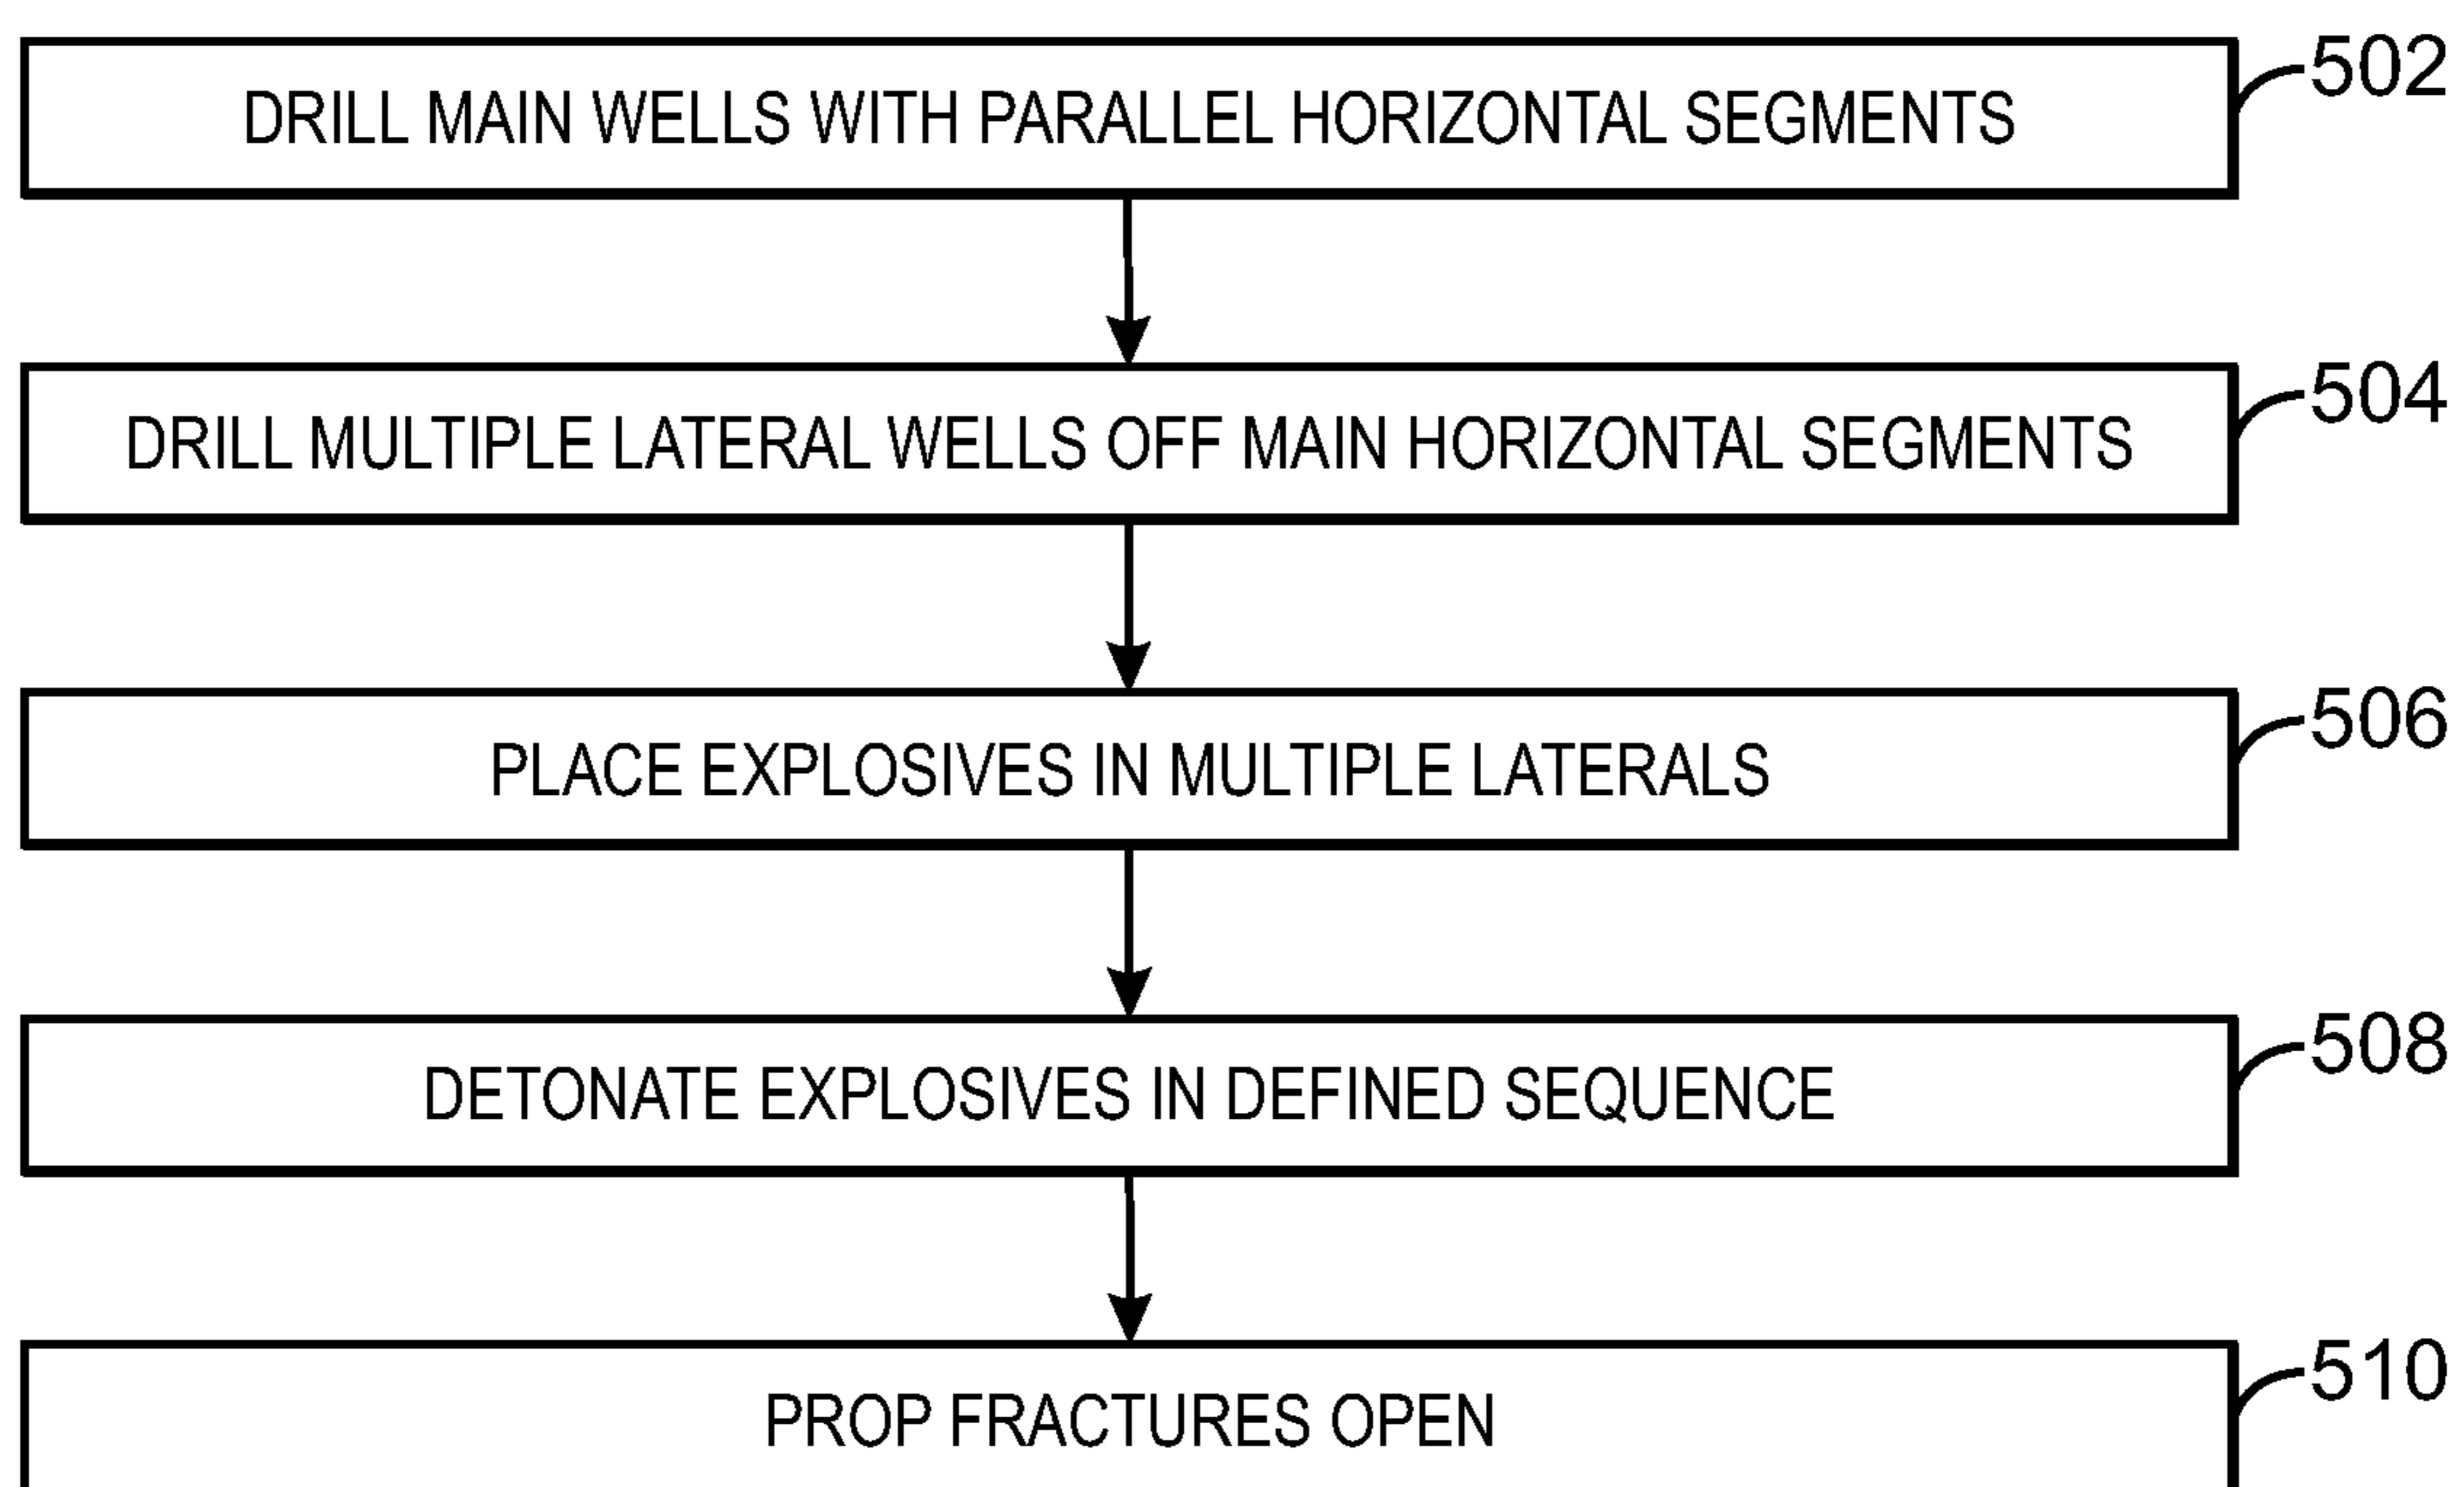 DRILL MAIN WELLS WITH PARALLEL HORIZONTAL SEGMENTS
502
DRILL MULTIPLE LATERAL WELLS OFF MAIN HORIZONTAL SEGMENTS
504
PLACE EXPLOSIVES IN MULTIPLE LATERALS
506
DETONATE EXPLOSIVES IN DEFINED SEQUENCE
508
PROP FRACTURES OPEN
510